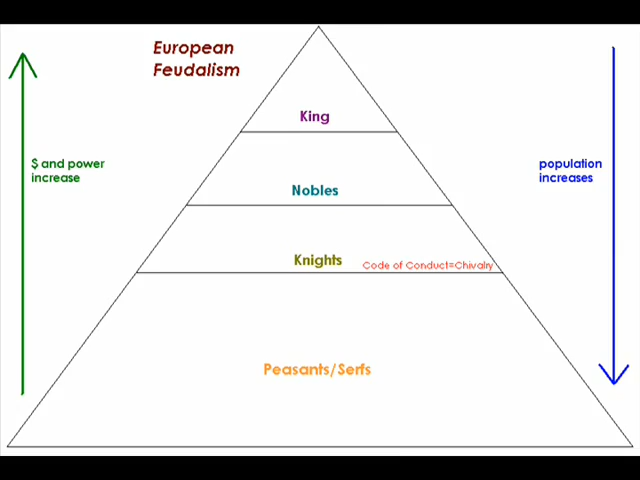 European
Feudalism
King
$ and power
increase
population
increases
Nobles
Knights
Code of Conduct=Chivalry
Peasants/Serfs